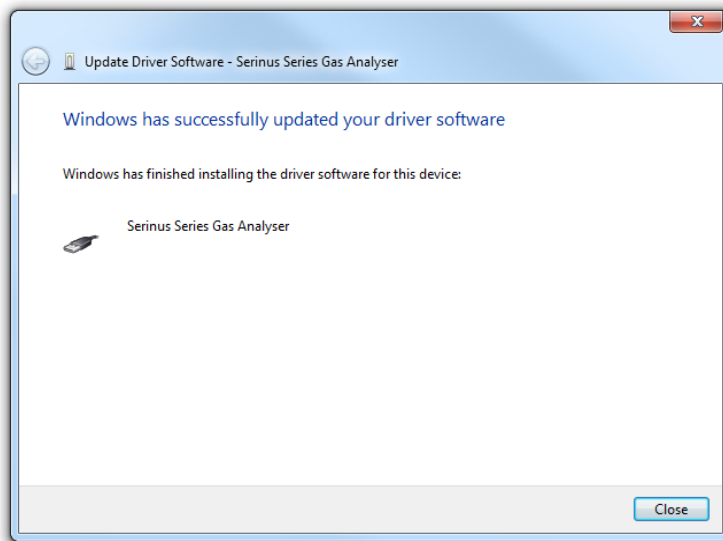 Update Driver Software - Serinus Series Gas Analyser
Windows has successfully updated your driver software
Windows has finished installing the driver software for this device:
Serinus Series Gas Analyser
Close